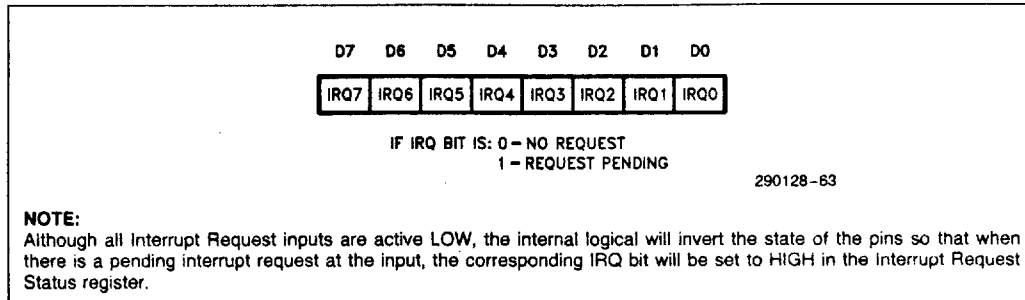 D7 D6 D5 D4 D3 D2 D1 D0
IRQ7 IRQ6 IRQ5 IRQ4 IRQ3 IRQ2 IRQ1 IRQ0
IF IRQ BIT IS: 0 – NO REQUEST
1 – REQUEST PENDING
290128–63
NOTE:
Although all Interrupt Request inputs are active LOW, the internal logical will invert the state of the pins so that when
there is a pending interrupt request at the input, the corresponding IRQ bit will be set to HIGH in the Interrupt Request
Status register.